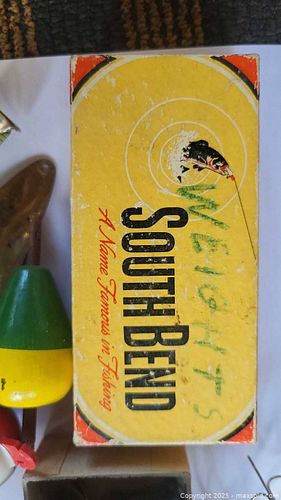 WEIGHTS
SOUTH BEND
A Name Famous in Fishing
Copyright 2025 - maxsold.com